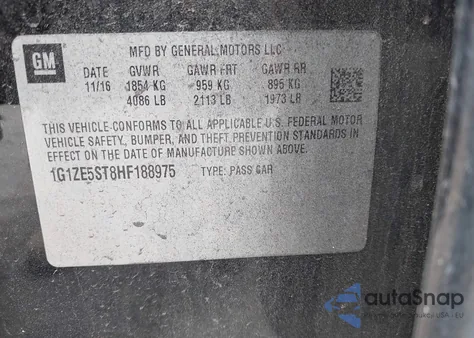 GM
MFD BY GENERAL MOTORS LLC
DATE GVWR GAWR FRT GAWR RR
11/16 1854 KG 959 KG 895 KG
4086 LB 2113 LB 1973 LB
THIS VEHICLE CONFORMS TO ALL APPLICABLE U.S. FEDERAL MOTOR
VEHICLE SAFETY, BUMPER, AND THEFT PREVENTION STANDARDS IN
EFFECT ON THE DATE OF MANUFACTURE SHOWN ABOVE.
1G1ZE5ST8HF188975 TYPE: PASS CAR
autoSnap